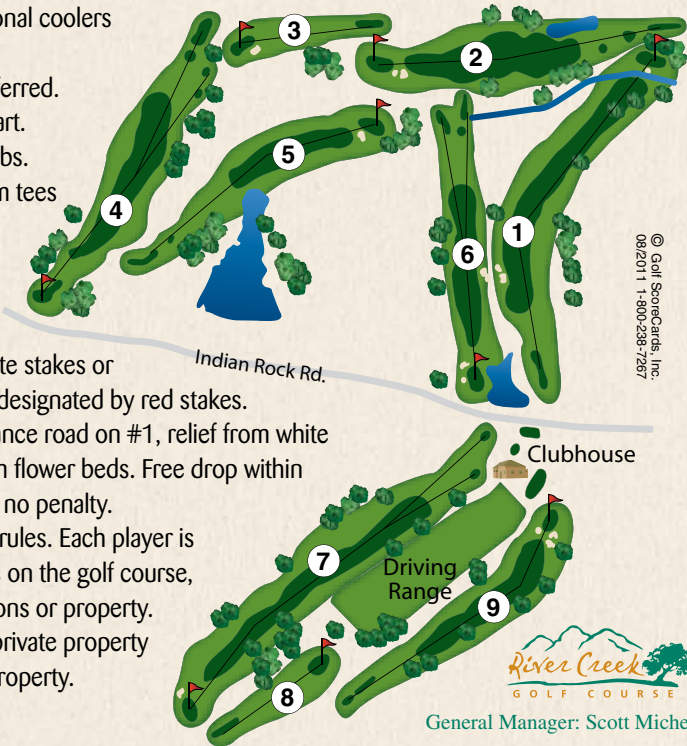 onal coolers
ferred.
art.
bs.
n tees
te stakes or
designated by red stakes.
ance road on #1, relief from white
n flower beds. Free drop within
no penalty.
rules. Each player is
s on the golf course,
ons or property.
private property
roperty.
3
2
4
5
6
1
Indian Rock Rd.
© Golf ScoreCards, Inc.
08/2011 1-800-238-7267
Clubhouse
7
Driving
Range
9
8
River Creek
GOLF COURSE
General Manager: Scott Miche